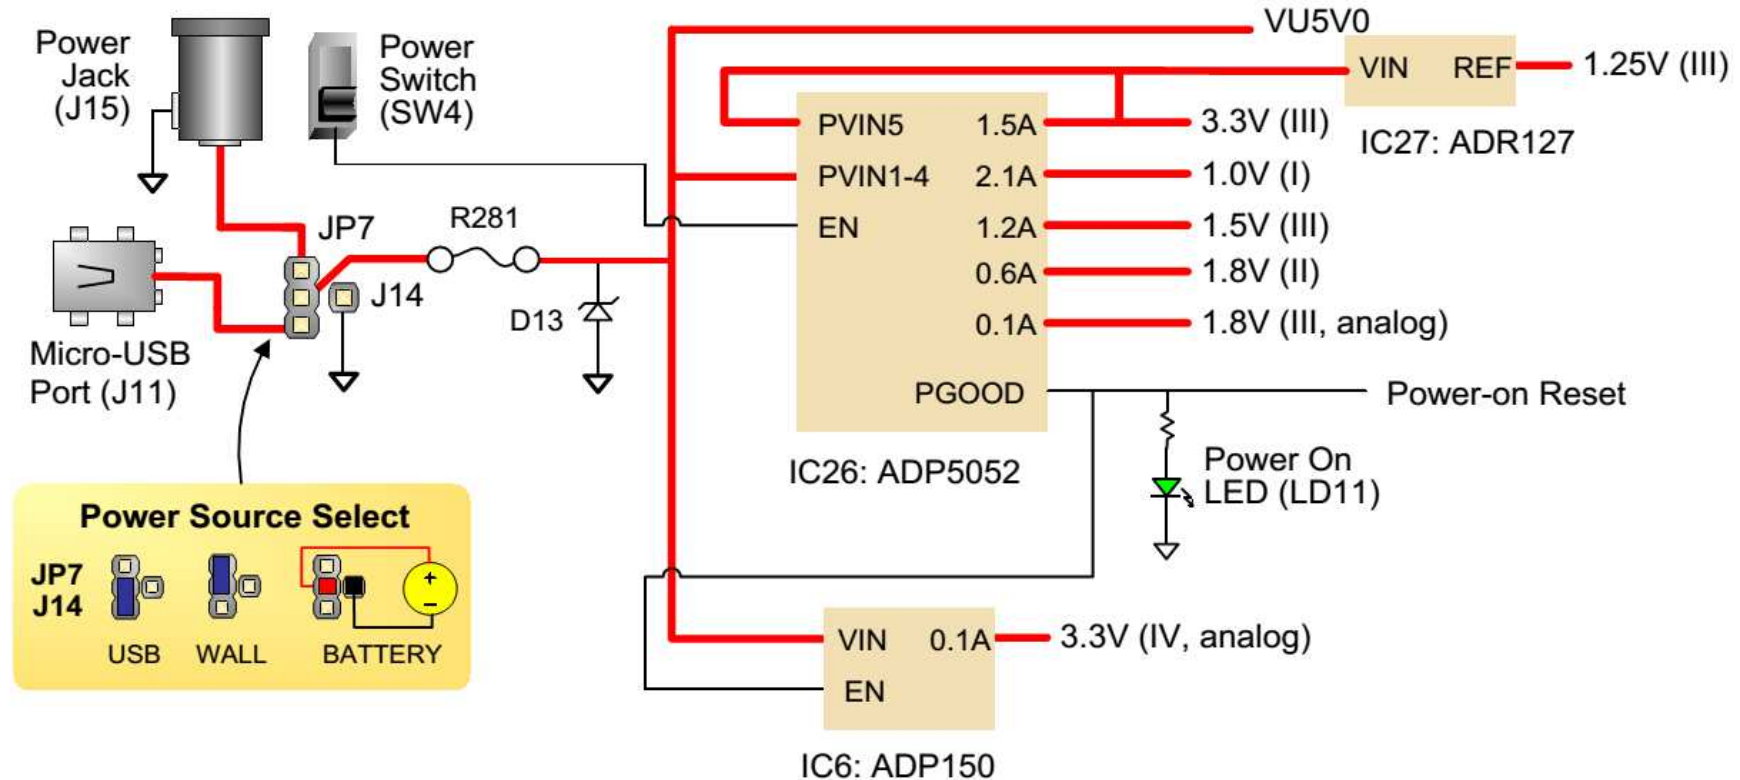 Power
Jack
(J15)
Power
Switch
(SW4)
VU5V0
VIN REF
1.25V (III)
IC27: ADR127
PVIN5 1.5A
3.3V (III)
PVIN1-4 2.1A
1.0V (I)
EN 1.2A
1.5V (III)
0.6A
1.8V (II)
0.1A
1.8V (III, analog)
PGOOD
Power-on Reset
IC26: ADP5052
JP7
R281
J14
D13
Micro-USB
Port (J11)
Power On
LED (LD11)
Power Source Select
JP7
J14
+
−
USB WALL BATTERY
VIN 0.1A
3.3V (IV, analog)
EN
IC6: ADP150